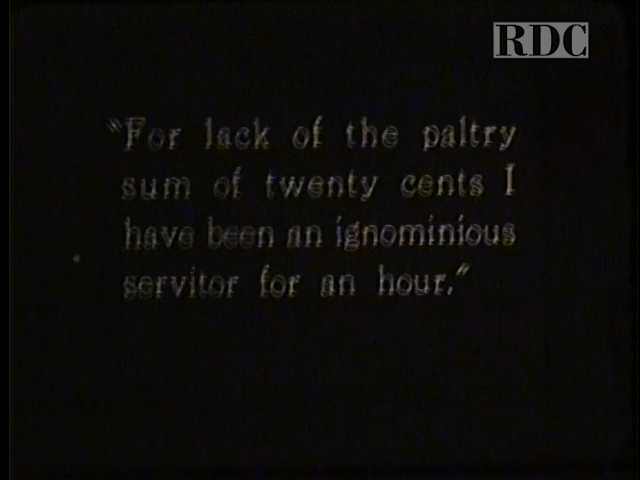 RDC
"For lack of the paltry
sum of twenty cents I
have been an ignominious
servitor for an hour."